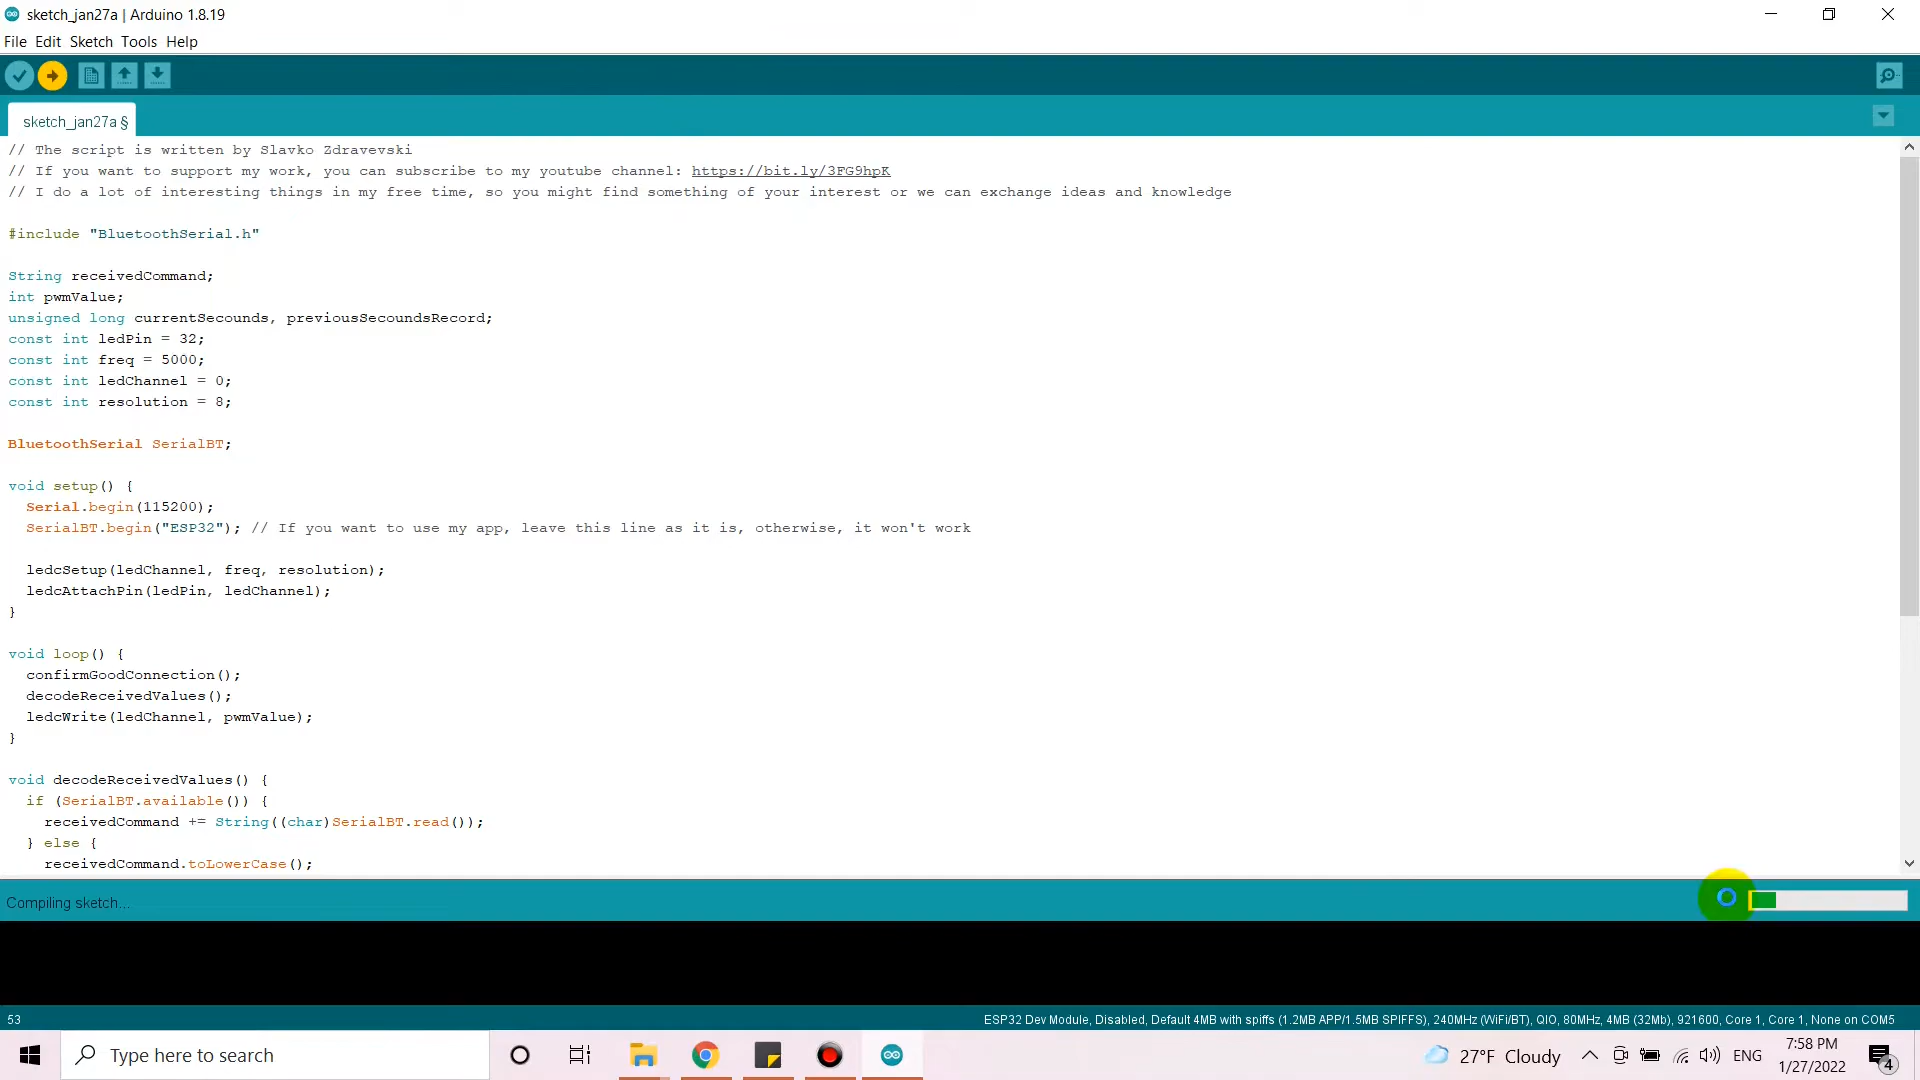 sketch_jan27a | Arduino 1.8.19
File Edit Sketch Tools Help
sketch_jan27a §
// The script is written by Slavko Zdravevski
// If you want to support my work, you can subscribe to my youtube channel: https://bit.ly/3FG9hpK
// I do a lot of interesting things in my free time, so you might find something of your interest or we can exchange ideas and knowledge
#include "BluetoothSerial.h"
String receivedCommand;
int pwmValue;
unsigned long currentSecounds, previousSecoundsRecord;
const int ledPin = 32;
const int freq = 5000;
const int ledChannel = 0;
const int resolution = 8;
BluetoothSerial SerialBT;
void setup() {
Serial.begin(115200);
SerialBT.begin("ESP32"); // If you want to use my app, leave this line as it is, otherwise, it won't work
ledcSetup(ledChannel, freq, resolution);
ledcAttachPin(ledPin, ledChannel);
}
void loop() {
confirmGoodConnection();
decodeReceivedValues();
ledcWrite(ledChannel, pwmValue);
}
void decodeReceivedValues() {
if (SerialBT.available()) {
receivedCommand += String((char)SerialBT.read());
} else {
receivedCommand.toLowerCase();
Compiling sketch...
53 ESP32 Dev Module, Disabled, Default 4MB with spiffs (1.2MB APP/1.5MB SPIFFS), 240MHz (WiFi/BT), QIO, 80MHz, 4MB (32Mb), 921600, Core 1, Core 1, None on COM5
Type here to search
27°F Cloudy
ENG
7:58 PM
1/27/2022
4